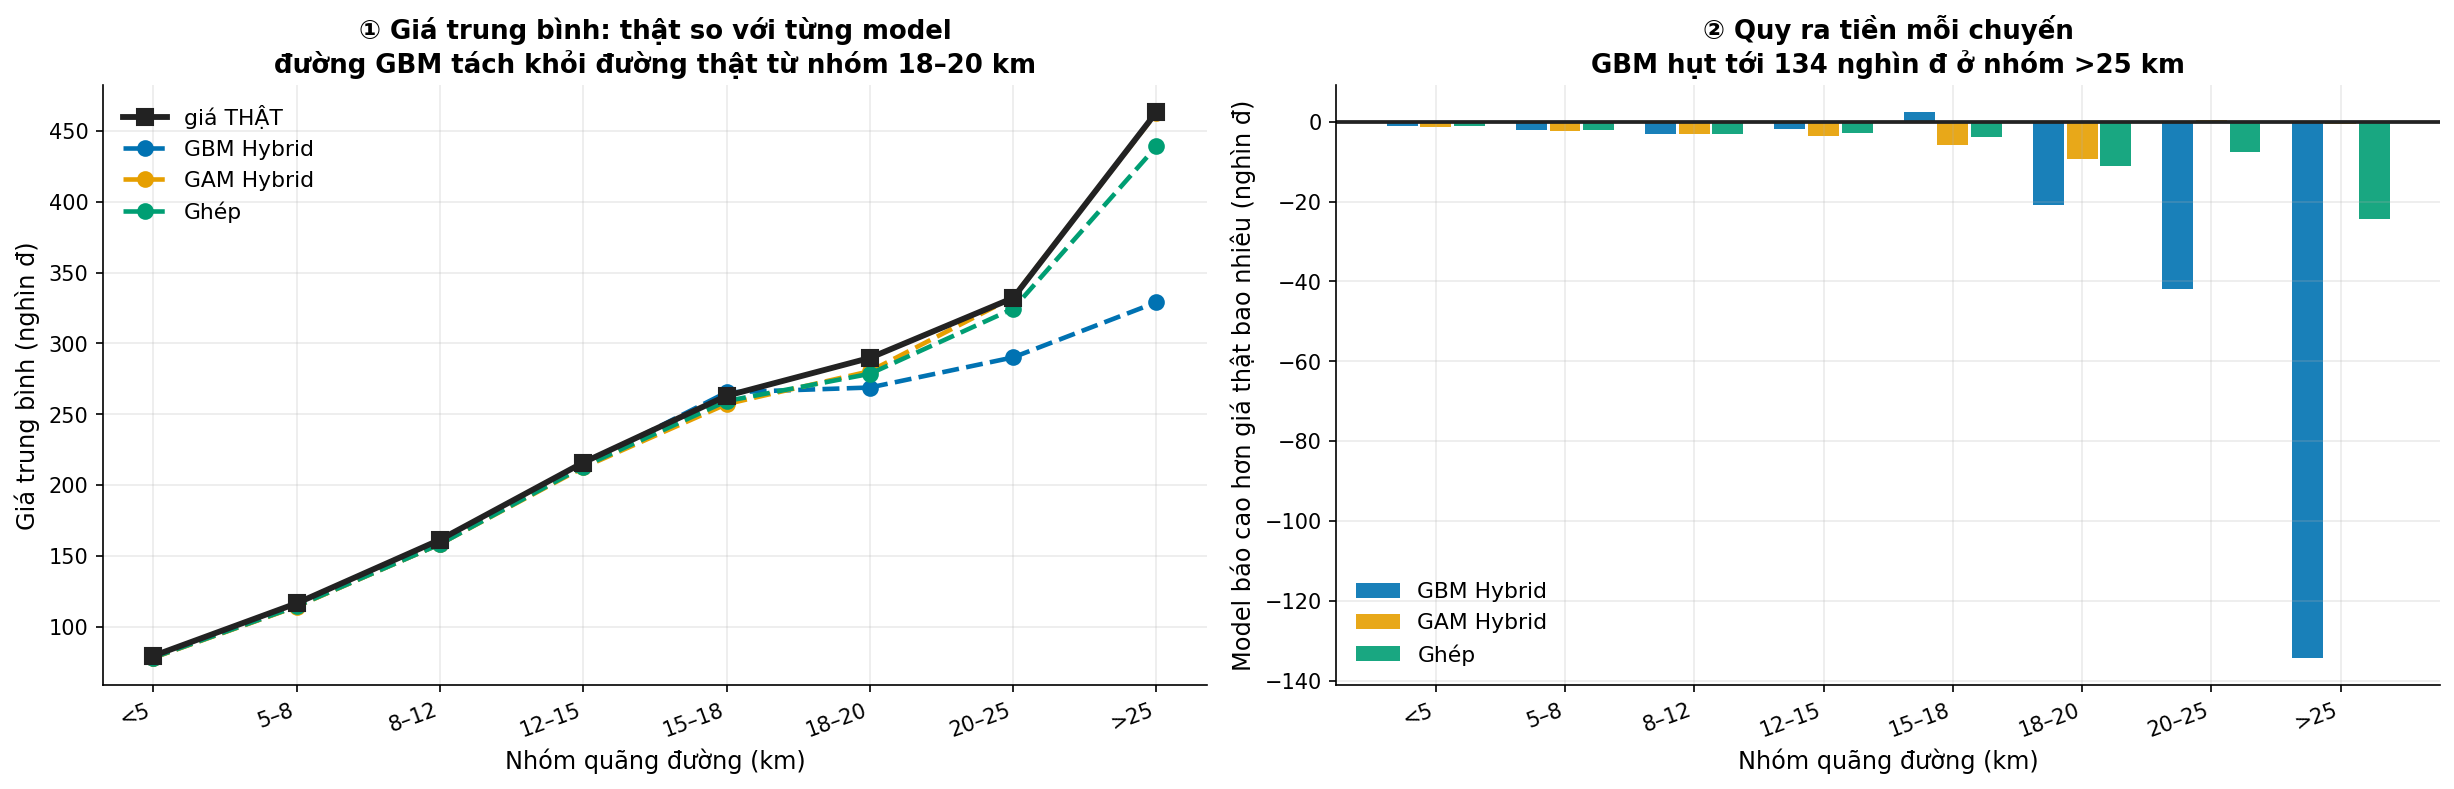 ① Giá trung bình: thật so với từng model
đường GBM tách khỏi đường thật từ nhóm 18–20 km
giá THẬT
GBM Hybrid
GAM Hybrid
Ghép
Giá trung bình (nghìn đ)
450
400
350
300
250
200
150
100
<5
5–8
8–12
12–15
15–18
18–20
20–25
>25
Nhóm quãng đường (km)
② Quy ra tiền mỗi chuyến
GBM hụt tới 134 nghìn đ ở nhóm >25 km
Model báo cao hơn giá thật bao nhiêu (nghìn đ)
0
−20
−40
−60
−80
−100
−120
−140
GBM Hybrid
GAM Hybrid
Ghép
<5
5–8
8–12
12–15
15–18
18–20
20–25
>25
Nhóm quãng đường (km)